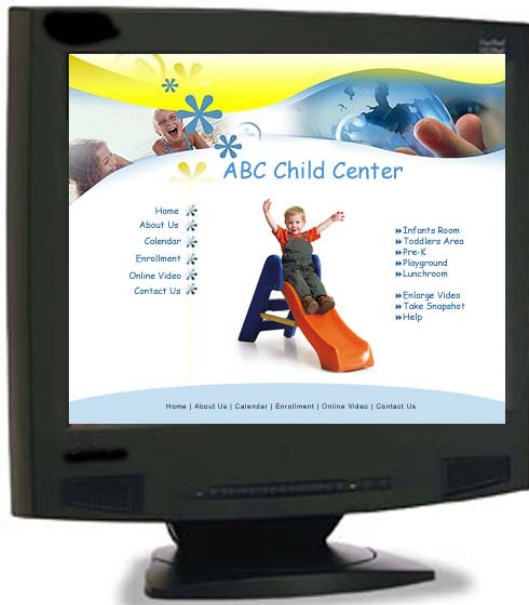 ABC Child Center
Home
About Us
Calendar
Enrollment
Online Video
Contact Us
Infants Room
Toddlers Area
Pre-K
Playground
Lunchroom
Enlarge Video
Take Snapshot
Help
Home | About Us | Calendar | Enrollment | Online Video | Contact Us